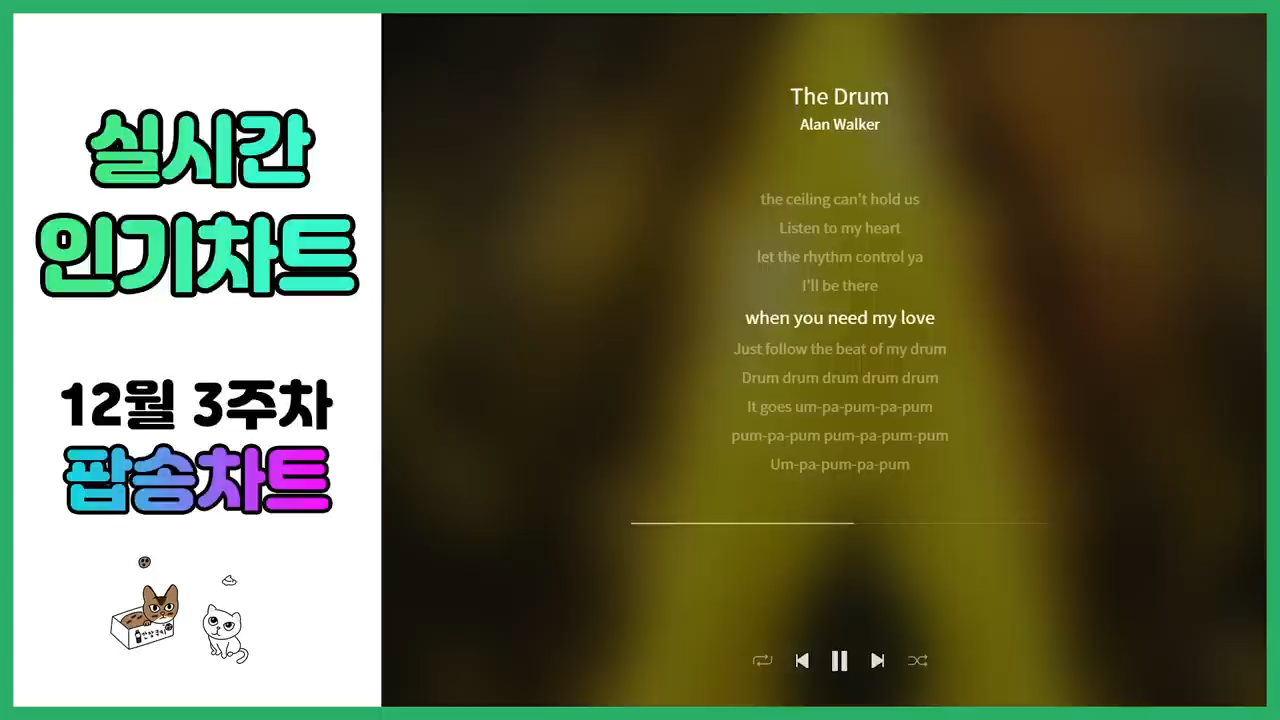 실시간
인기차트
12월 3주차
팝송차트
The Drum
Alan Walker
the ceiling can't hold us
Listen to my heart
let the rhythm control ya
I'll be there
when you need my love
Just follow the beat of my drum
Drum drum drum drum drum
It goes um-pa-pum-pa-pum
pum-pa-pum pum-pa-pum-pum
Um-pa-pum-pa-pum